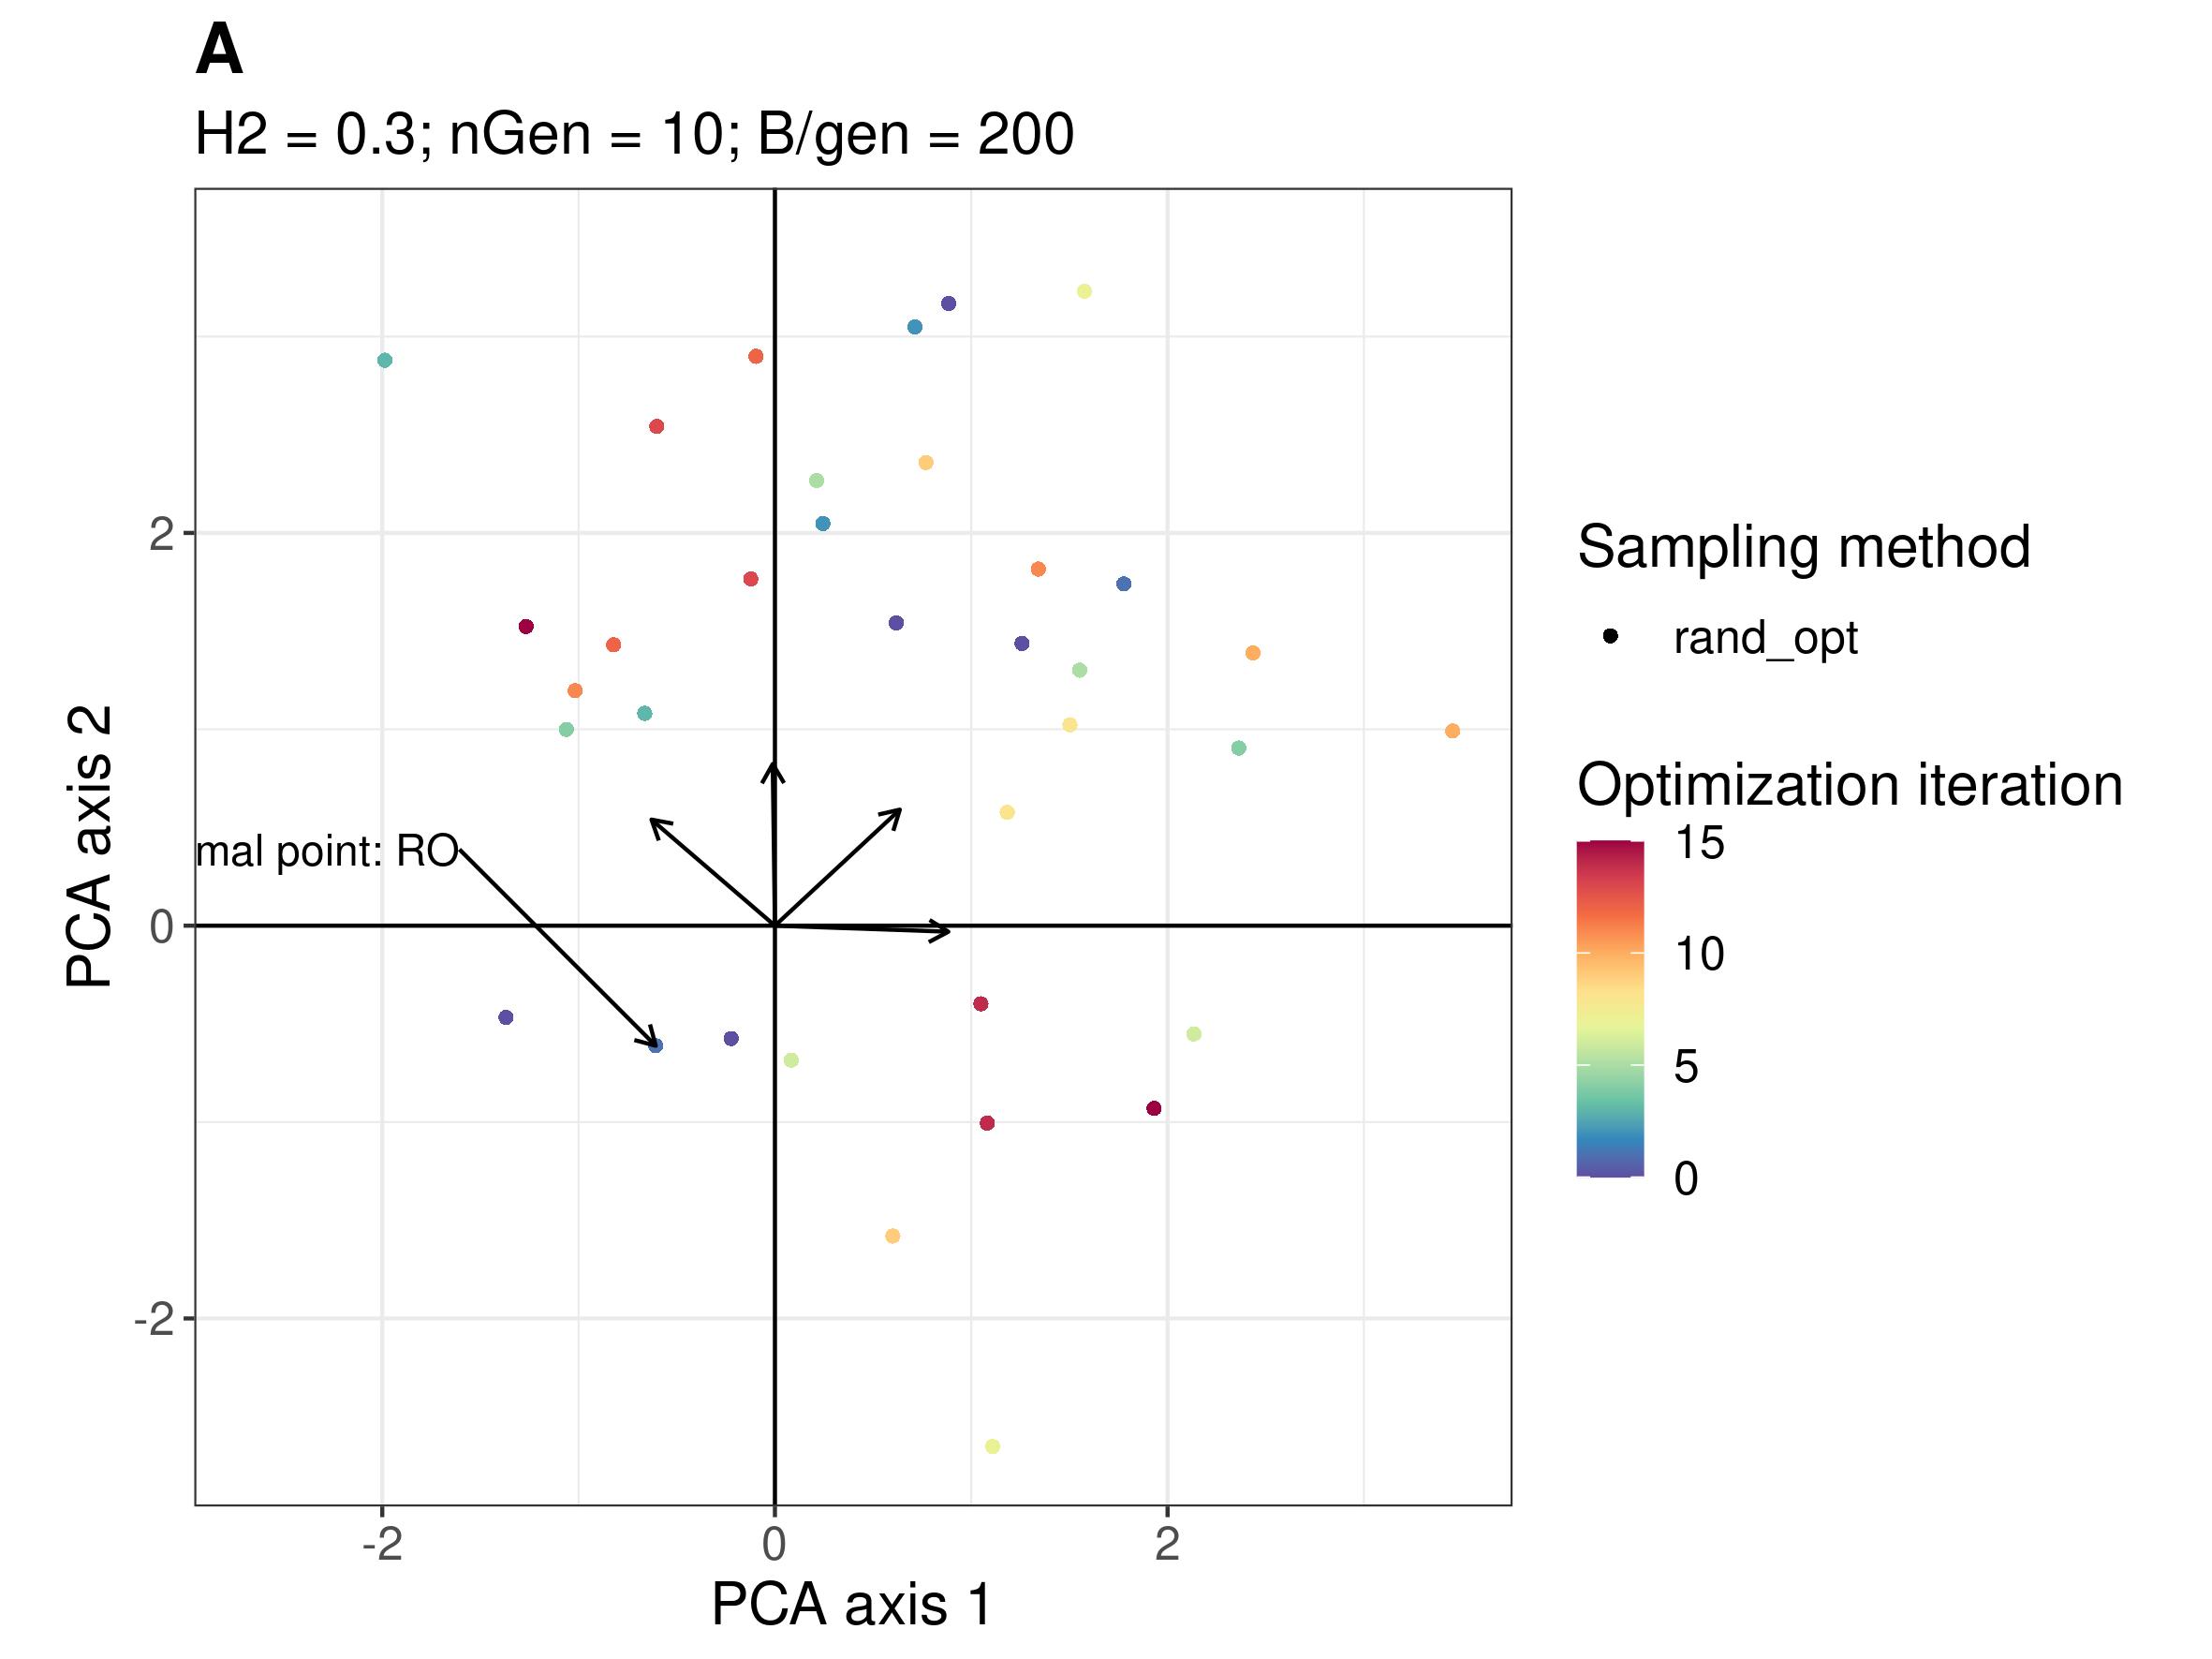 A
H2 = 0.3; nGen = 10; B/gen = 200
PCA axis 2
2
0
-2
mal point: RO
-2
0
2
PCA axis 1
Sampling method
rand_opt
Optimization iteration
15
10
5
0